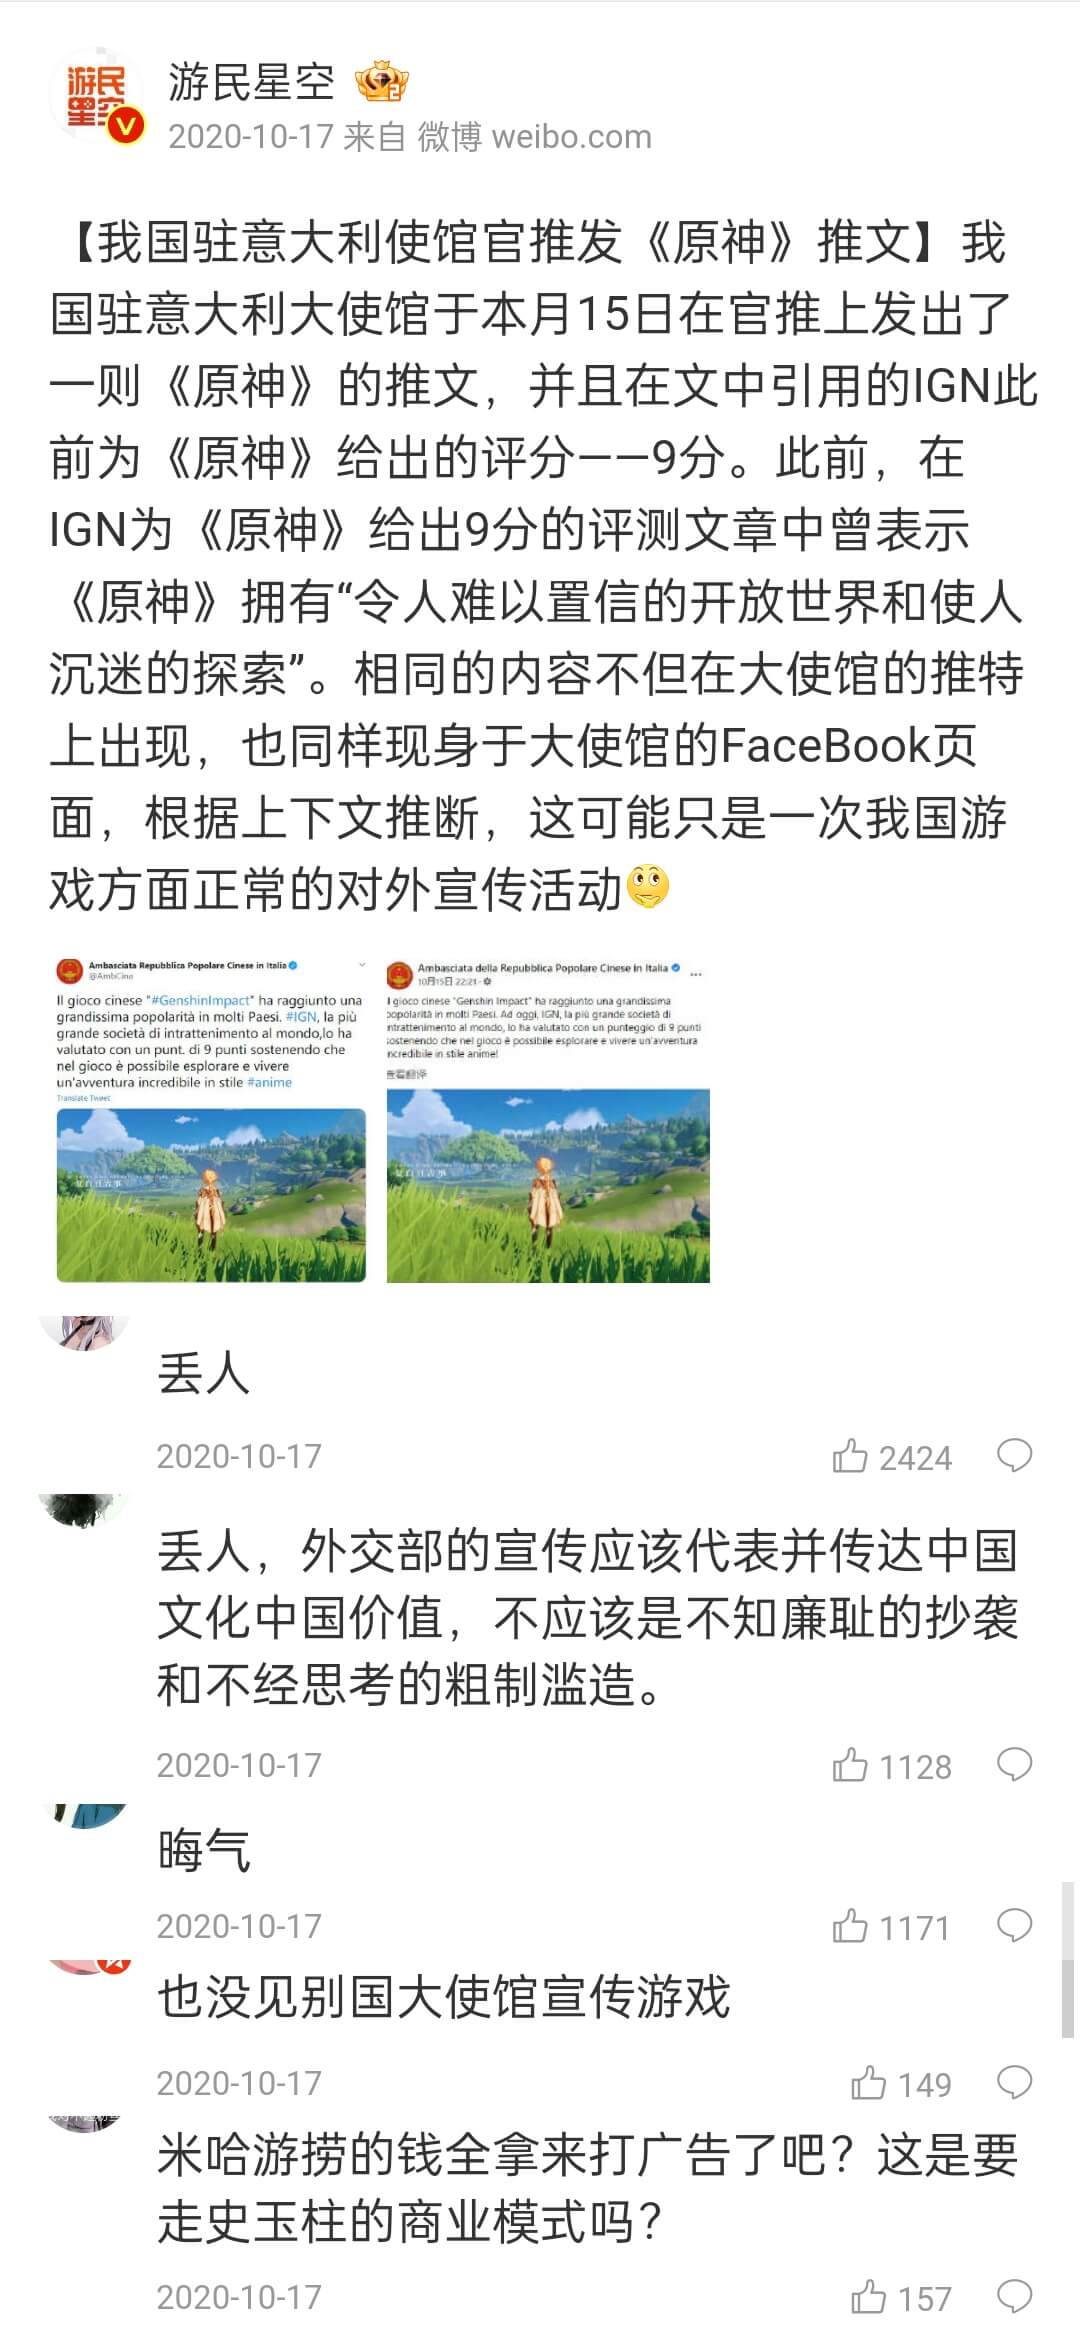 游民星空
2020-10-17 来自 微博 weibo.com
【我国驻意大利使馆官推发《原神》推文】我
国驻意大利大使馆于本月15日在官推上发出了
一则《原神》的推文，并且在文中引用的IGN此
前为《原神》给出的评分——9分。此前，在
IGN为《原神》给出9分的评测文章中曾表示
《原神》拥有“令人难以置信的开放世界和使人
沉迷的探索”。相同的内容不但在大使馆的推特
上出现，也同样现身于大使馆的FaceBook页
面，根据上下文推断，这可能只是一次我国游
戏方面正常的对外宣传活动
Ambasciata Repubblica Popolare Cinese in Italia
@AmbCina
Il gioco cinese "#GenshinImpact" ha raggiunto una
grandissima popolarità in molti Paesi. #IGN, la più
grande società di intrattenimento al mondo,lo ha
valutato con un punt. di 9 punti sostenendo che
nel gioco è possibile esplorare e vivere
un'avventura incredibile in stile #anime
Translate Tweet
Ambasciata della Repubblica Popolare Cinese in Italia
10月15日 22:21
l gioco cinese "Genshin Impact" ha raggiunto una grandissima
popolarità in molti Paesi. Ad oggi, IGN, la più grande società di
ntrattenimento al mondo, lo ha valutato con un punteggio di 9 punti
sostenendo che nel gioco è possibile esplorare e vivere un'avventura
ncredibile in stile anime!
查看翻译
丢人
2020-10-17
2424
丢人，外交部的宣传应该代表并传达中国
文化中国价值，不应该是不知廉耻的抄袭
和不经思考的粗制滥造。
2020-10-17
1128
晦气
2020-10-17
1171
也没见别国大使馆宣传游戏
2020-10-17
149
米哈游捞的钱全拿来打广告了吧？这是要
走史玉柱的商业模式吗？
2020-10-17
157